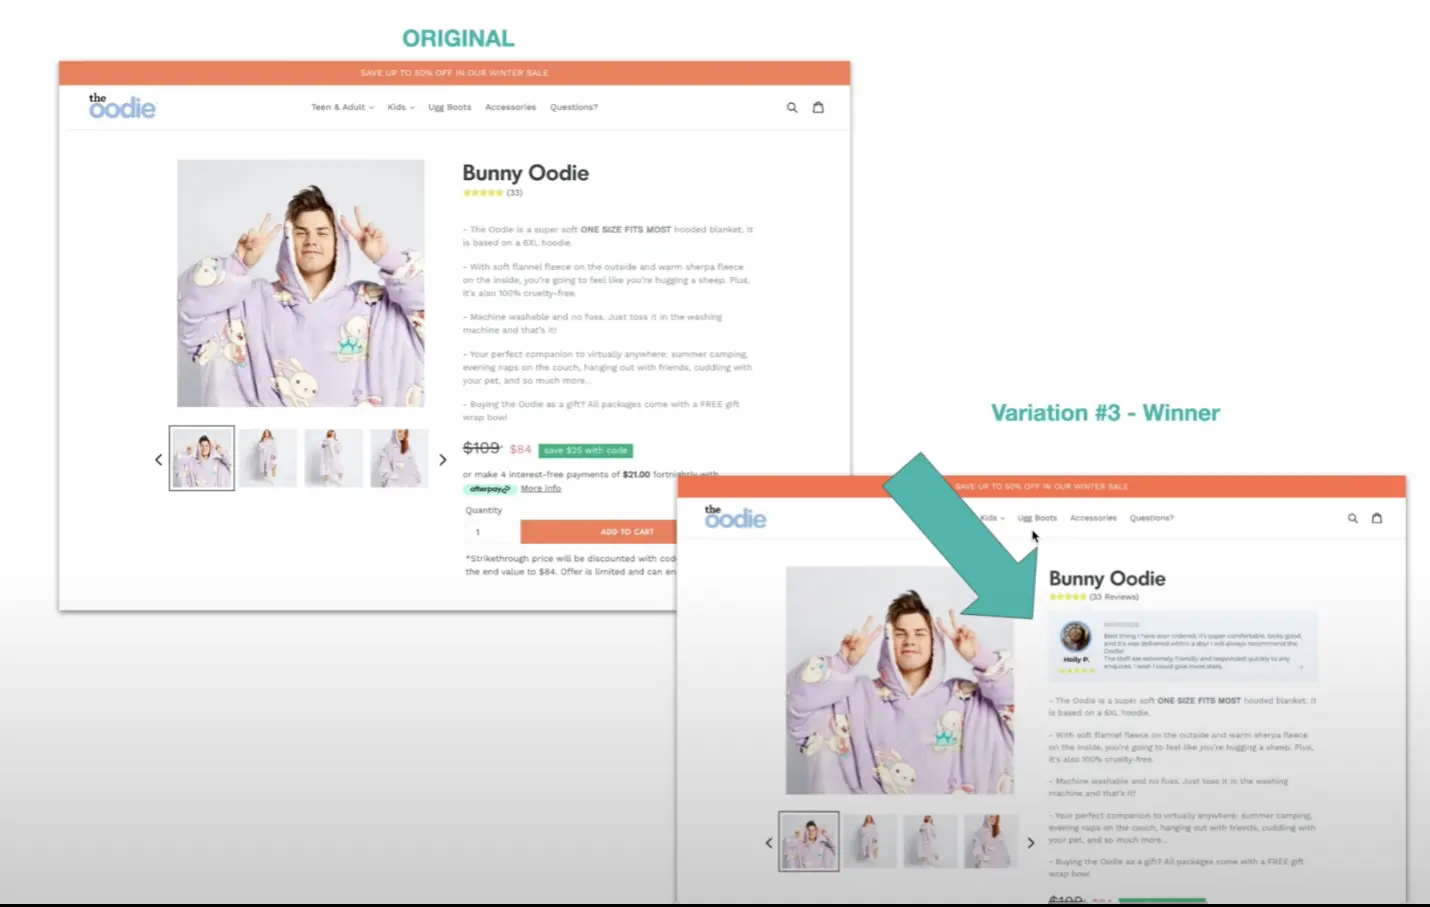 ORIGINAL
SAVE UP TO 50% OFF IN OUR WINTER SALE
the
oodie
Teen & Adult Kids Ugg Boots Accessories Questions?
Bunny Oodie
(33)
- The Oodie is a super soft ONE SIZE FITS MOST hooded blanket. It
is based on a 6XL hoodie.
- With soft flannel fleece on the outside and warm sherpa fleece
on the inside, you're going to feel like you're hugging a sheep. Plus,
it's also 100% cruelty-free.
- Machine washable and no fuss. Just toss it in the washing
machine and that's it!
- Your perfect companion to virtually anywhere: summer camping,
evening naps on the couch, hanging out with friends, cuddling with
your pet, and so much more...
- Buying the Oodie as a gift? All packages come with a FREE gift
wrap bow!
$109 $84 save $25 with code
or make 4 interest-free payments of $21.00 fortnightly with
afterpay More info
Quantity
1 ADD TO CART
*Strikethrough price will be discounted with cod
the end value to $84. Offer is limited and can en
Variation #3 - Winner
SAVE UP TO 50% OFF IN OUR WINTER SALE
the
oodie
Kids Ugg Boots Accessories Questions?
Bunny Oodie
(33 Reviews)
Best thing I have ever ordered, it's super comfortable, looks good,
and it's was delivered within a day! I will always recommend the
Oodie!
The staff are extremely friendly and responded quickly to any
enquires. I wish I could give more stars.
Holly P.
- The Oodie is a super soft ONE SIZE FITS MOST hooded blanket. It
is based on a 6XL hoodie.
- With soft flannel fleece on the outside and warm sherpa fleece
on the inside, you're going to feel like you're hugging a sheep. Plus,
it's also 100% cruelty-free.
- Machine washable and no fuss. Just toss it in the washing
machine and that's it!
- Your perfect companion to virtually anywhere: summer camping,
evening naps on the couch, hanging out with friends, cuddling with
your pet, and so much more...
- Buying the Oodie as a gift? All packages come with a FREE gift
wrap bow!
$109 $84